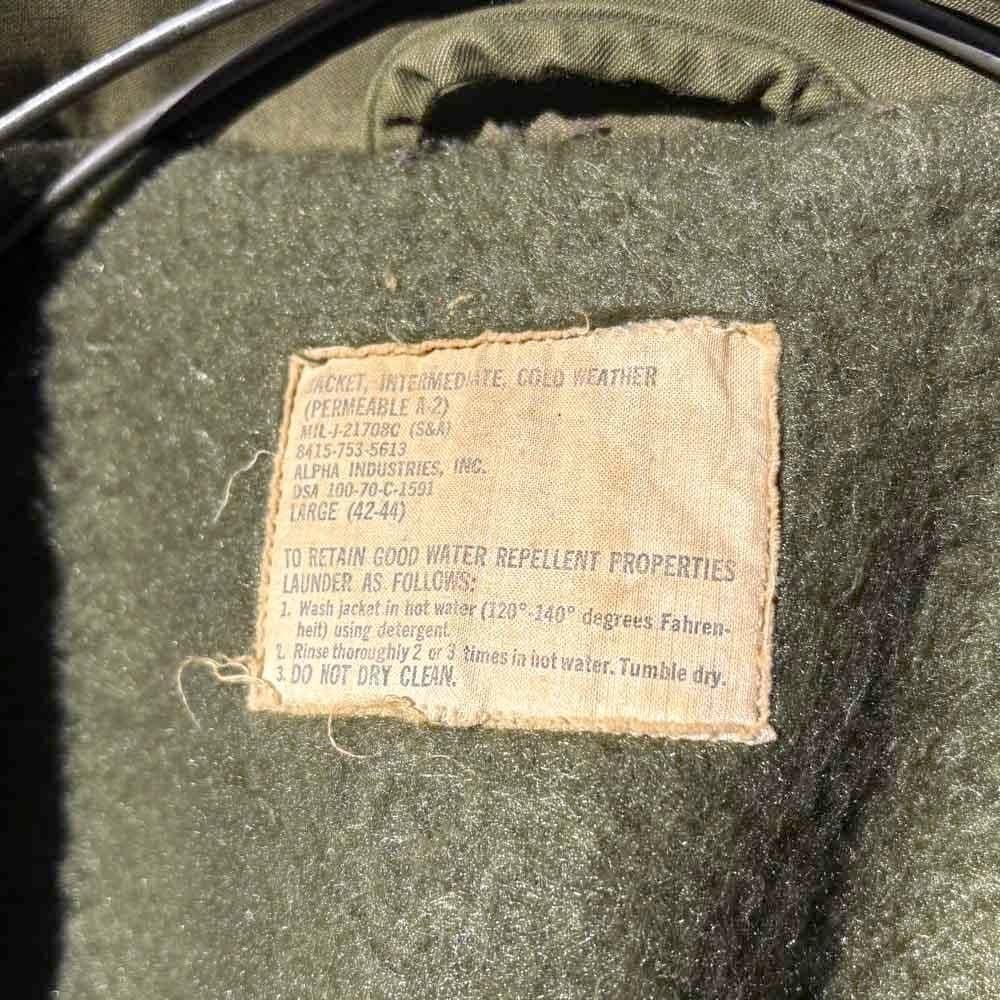 JACKET, INTERMEDIATE, COLD WEATHER
(PERMEABLE A-2)
MIL-J-21708C (S&A)
8415-753-5613
ALPHA INDUSTRIES, INC.
DSA 100-70-C-1591
LARGE (42-44)
TO RETAIN GOOD WATER REPELLENT PROPERTIES
LAUNDER AS FOLLOWS:
1. Wash jacket in hot water (120°-140° degrees Fahren-
heit) using detergent.
2. Rinse thoroughly 2 or 3 times in hot water. Tumble dry.
3. DO NOT DRY CLEAN.